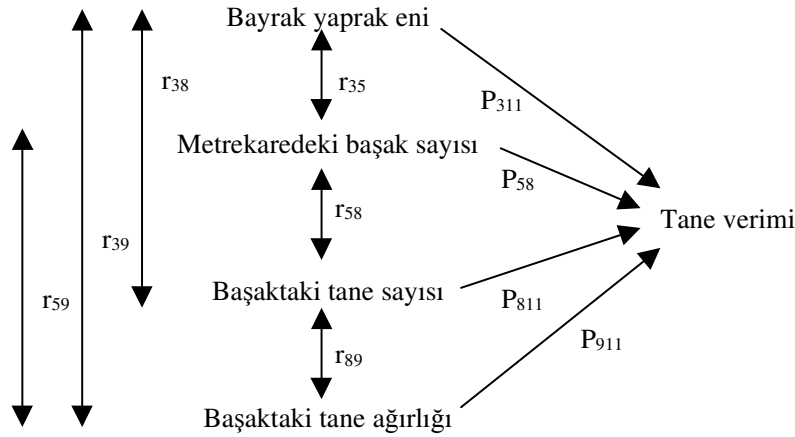 Bayrak yaprak eni
r38
r35
P311
Metrekaredeki başak sayısı
P58
r58
Tane verimi
r39
r59
Başaktaki tane sayısı
P811
P911
r89
Başaktaki tane ağırlığı